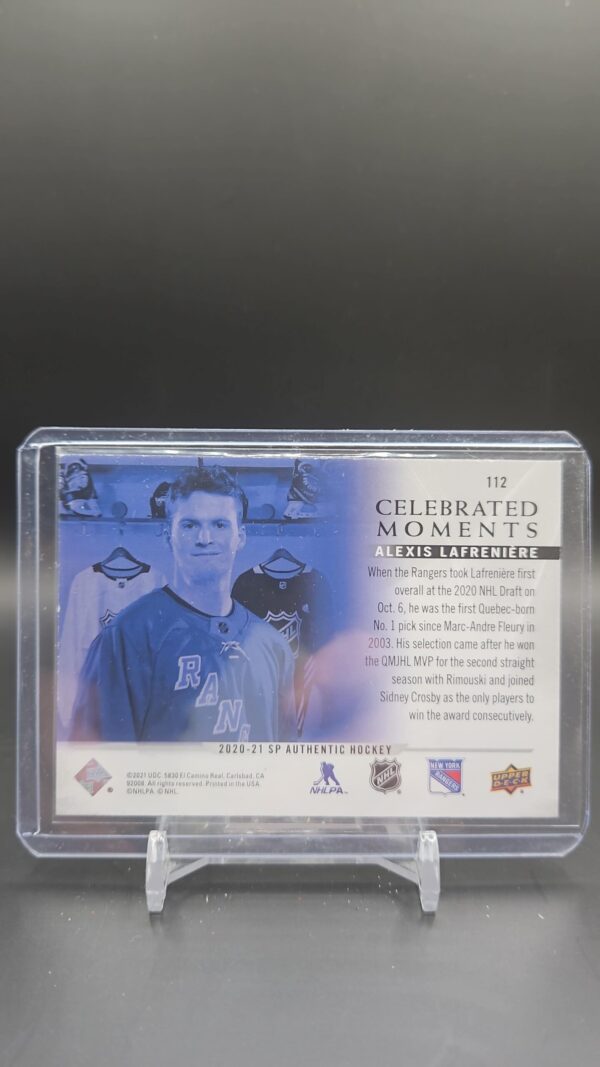 112
CELEBRATED
MOMENTS
ALEXIS LAFRENIÈRE
When the Rangers took Lafrenière first
overall at the 2020 NHL Draft on
Oct. 6, he was the first Quebec-born
No. 1 pick since Marc-Andre Fleury in
2003. His selection came after he won
the QMJHL MVP for the second straight
season with Rimouski and joined
Sidney Crosby as the only players to
win the award consecutively.
RAN
2020-21 SP AUTHENTIC HOCKEY
©2021 UDC. 5830 El Camino Real, Carlsbad, CA
92008. All rights reserved. Printed in the USA.
©NHLPA. ©NHL.
NHLPA
NHL
NEW YORK
RANGERS
UPPER
DECK